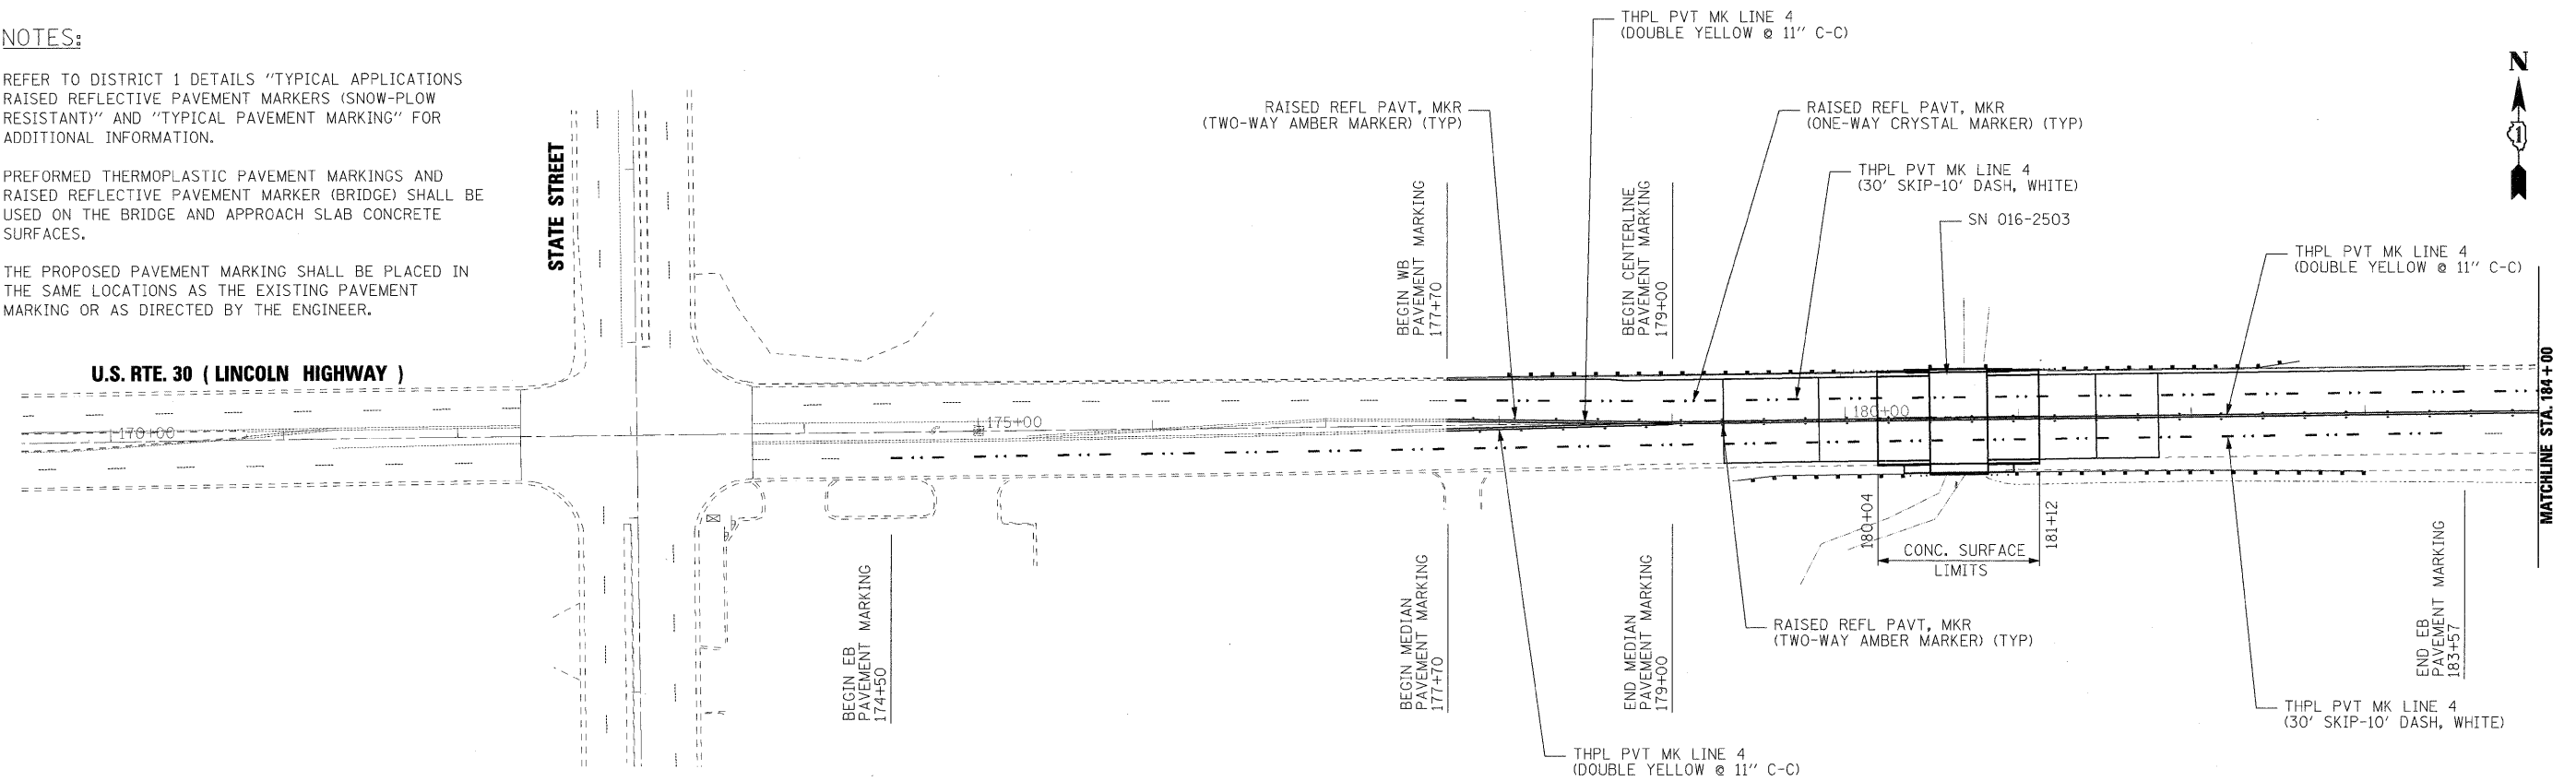 NOTES:
REFER TO DISTRICT 1 DETAILS "TYPICAL APPLICATIONS
RAISED REFLECTIVE PAVEMENT MARKERS (SNOW-PLOW
RESISTANT)" AND "TYPICAL PAVEMENT MARKING" FOR
ADDITIONAL INFORMATION.
PREFORMED THERMOPLASTIC PAVEMENT MARKINGS AND
RAISED REFLECTIVE PAVEMENT MARKER (BRIDGE) SHALL BE
USED ON THE BRIDGE AND APPROACH SLAB CONCRETE
SURFACES.
THE PROPOSED PAVEMENT MARKING SHALL BE PLACED IN
THE SAME LOCATIONS AS THE EXISTING PAVEMENT
MARKING OR AS DIRECTED BY THE ENGINEER.
U.S. RTE. 30 ( LINCOLN HIGHWAY )
STATE STREET
THPL PVT MK LINE 4
(DOUBLE YELLOW @ 11" C-C)
RAISED REFL PAVT, MKR
(TWO-WAY AMBER MARKER) (TYP)
RAISED REFL PAVT, MKR
(ONE-WAY CRYSTAL MARKER) (TYP)
THPL PVT MK LINE 4
(30' SKIP-10' DASH, WHITE)
SN 016-2503
THPL PVT MK LINE 4
(DOUBLE YELLOW @ 11" C-C)
N
1
BEGIN WB
PAVEMENT MARKING
177+70
BEGIN CENTERLINE
PAVEMENT MARKING
179+00
170+00
175+00
180+00
MATCHLINE STA. 184+00
BEGIN EB
PAVEMENT MARKING
174+50
BEGIN MEDIAN
PAVEMENT MARKING
177+70
END MEDIAN
PAVEMENT MARKING
179+00
180+04
CONC. SURFACE
LIMITS
181+12
RAISED REFL PAVT, MKR
(TWO-WAY AMBER MARKER) (TYP)
END EB
PAVEMENT MARKING
183+57
THPL PVT MK LINE 4
(30' SKIP-10' DASH, WHITE)
THPL PVT MK LINE 4
(DOUBLE YELLOW @ 11" C-C)